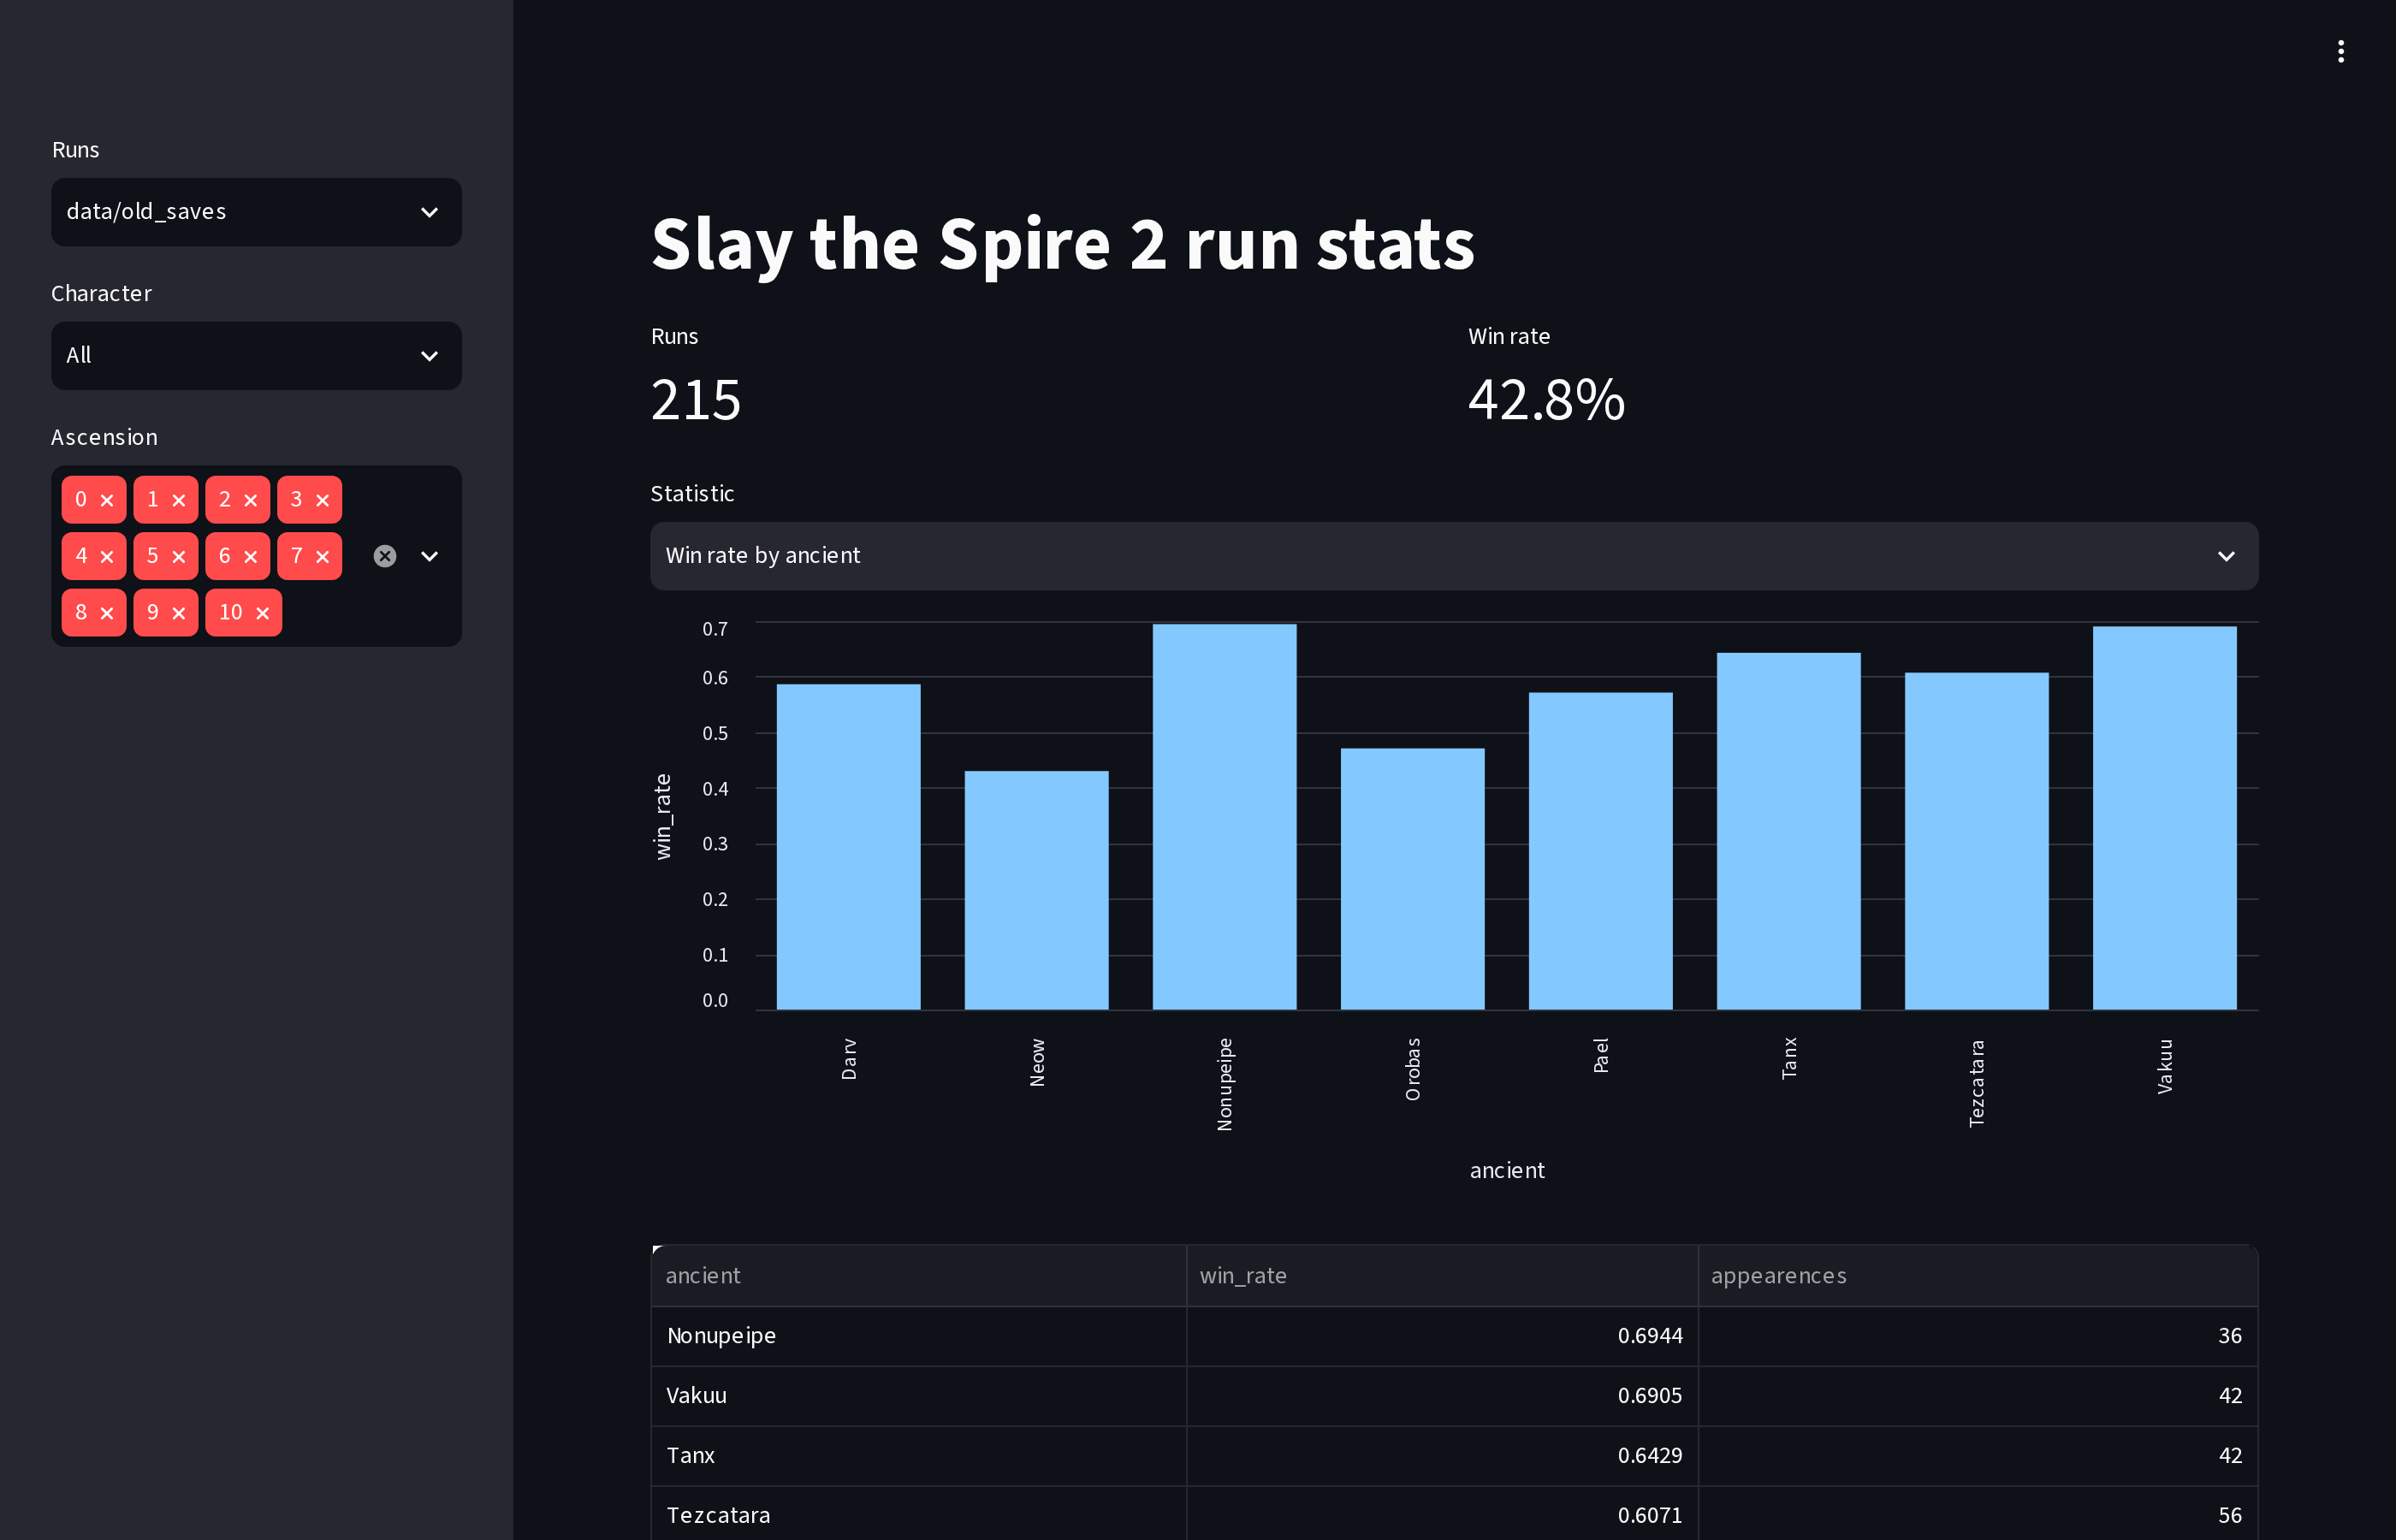 Runs
data/old_saves
Character
All
Ascension
0 1 2 3
4 5 6 7
8 9 10
Slay the Spire 2 run stats
Runs
215
Win rate
42.8%
Statistic
Win rate by ancient
win_rate
0.7
0.6
0.5
0.4
0.3
0.2
0.1
0.0
Darv
Neow
Nonupeipe
Orobas
Pael
Tanx
Tezcatara
Vakuu
ancient
ancient win_rate appearences
Nonupeipe 0.6944 36
Vakuu 0.6905 42
Tanx 0.6429 42
Tezcatara 0.6071 56